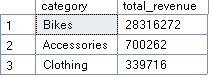 category total_revenue
1 Bikes 28316272
2 Accessories 700262
3 Clothing 339716